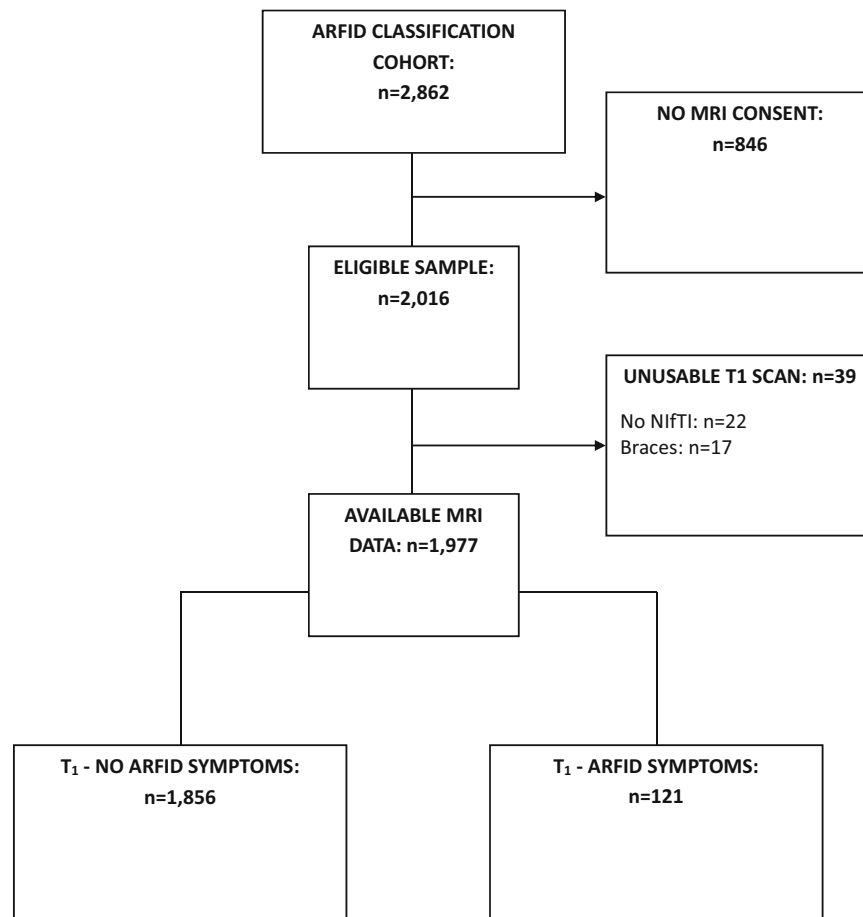 ARFID CLASSIFICATION
COHORT:
n=2,862
NO MRI CONSENT:
n=846
ELIGIBLE SAMPLE:
n=2,016
UNUSABLE T1 SCAN: n=39
No NIfTI: n=22
Braces: n=17
AVAILABLE MRI
DATA: n=1,977
T₁ - NO ARFID SYMPTOMS:
n=1,856
T₁ - ARFID SYMPTOMS:
n=121